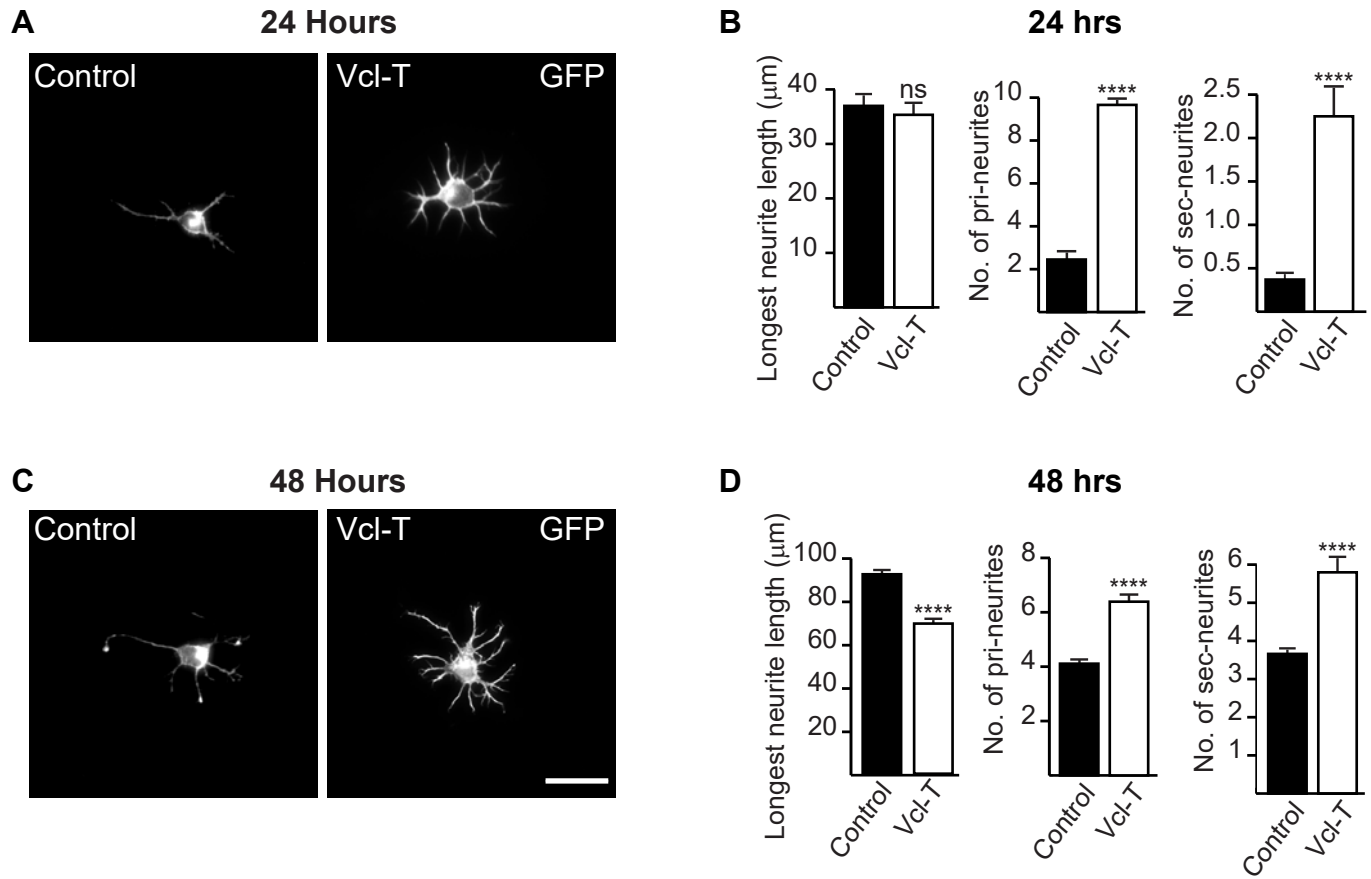 A
24 Hours
Control
Vcl-T
GFP
B
24 hrs
Longest neurite length (μm)
40
30
20
10
ns
Control
Vcl-T
No. of pri-neurites
10
8
6
4
2
****
Control
Vcl-T
No. of sec-neurites
2.5
2.0
1.5
1.0
0.5
****
Control
Vcl-T
C
48 Hours
Control
Vcl-T
GFP
D
48 hrs
Longest neurite length (μm)
100
80
60
40
20
****
Control
Vcl-T
No. of pri-neurites
8
6
4
2
****
Control
Vcl-T
No. of sec-neurites
6
5
4
3
2
1
****
Control
Vcl-T